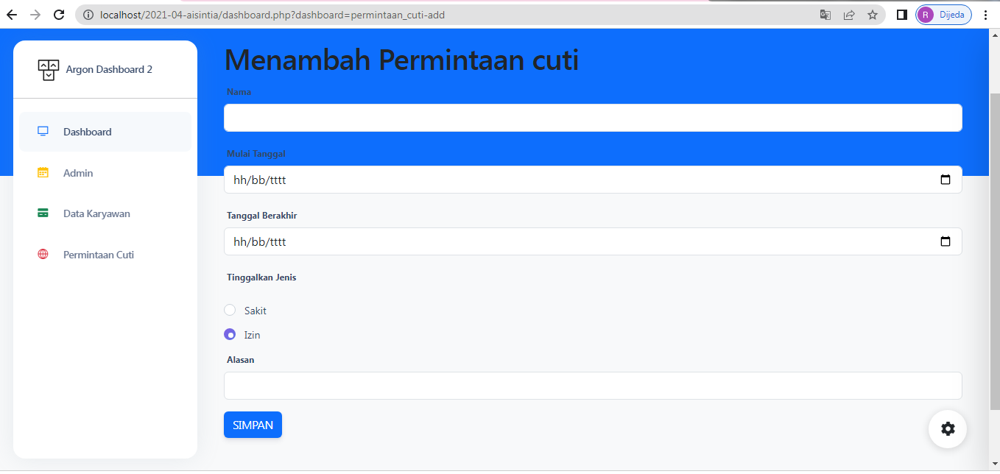 localhost/2021-04-aisintia/dashboard.php?dashboard=permintaan_cuti-add
R
Dijeda
Argon Dashboard 2
Dashboard
Admin
Data Karyawan
Permintaan Cuti
Menambah Permintaan cuti
Nama
Mulai Tanggal
hh/bb/tttt
Tanggal Berakhir
hh/bb/tttt
Tinggalkan Jenis
Sakit
Izin
Alasan
SIMPAN